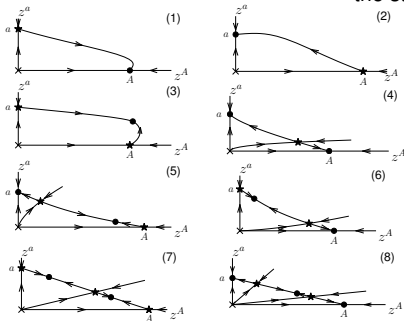 z^a (1) a A z^A
z^a (2) a A z^A
z^a (3) a A z^A
z^a (4) a A z^A
z^a (5) a A z^A
z^a (6) a A z^A
z^a (7) a A z^A
z^a (8) a A z^A